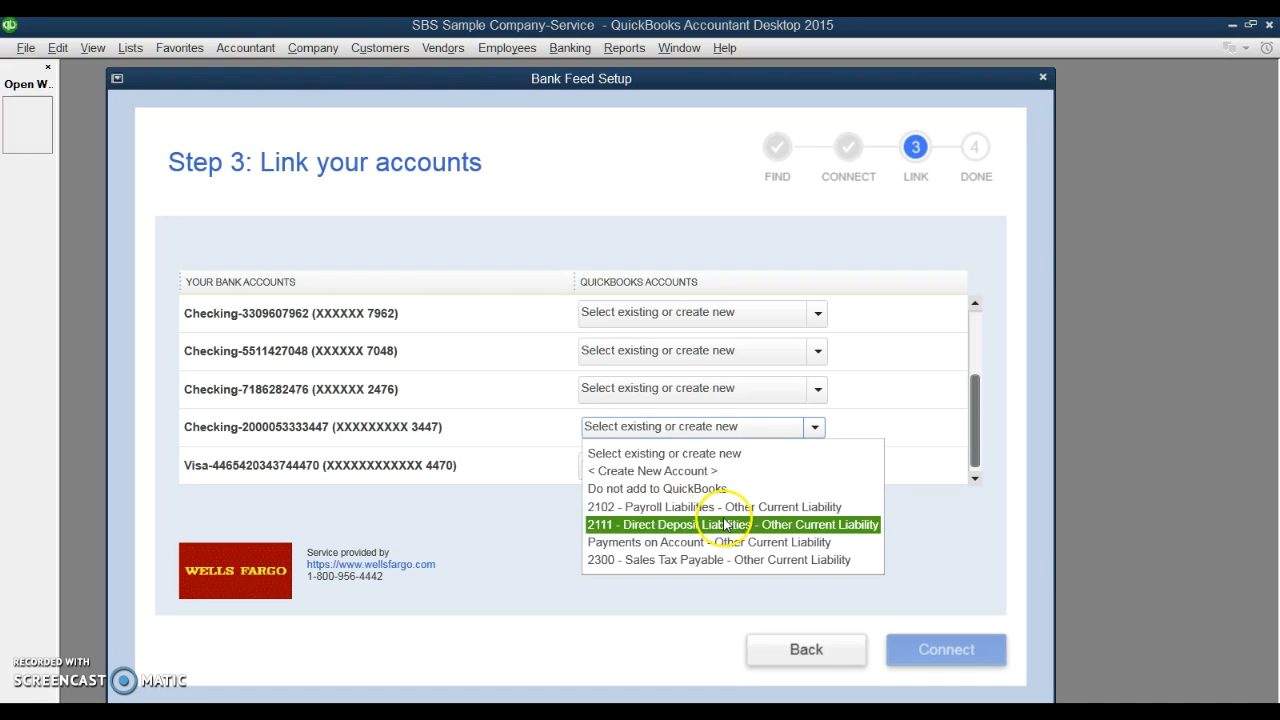 SBS Sample Company-Service - QuickBooks Accountant Desktop 2015
File Edit View Lists Favorites Accountant Company Customers Vendors Employees Banking Reports Window Help
Open W..
Bank Feed Setup
Step 3: Link your accounts
3 4
FIND CONNECT LINK DONE
YOUR BANK ACCOUNTS QUICKBOOKS ACCOUNTS
Checking-3309607962 (XXXXXX 7962) Select existing or create new
Checking-5511427048 (XXXXXX 7048) Select existing or create new
Checking-7186282476 (XXXXXX 2476) Select existing or create new
Checking-2000053333447 (XXXXXXXXX 3447) Select existing or create new
Visa-4465420343744470 (XXXXXXXXXXXX 4470)
Select existing or create new
< Create New Account >
Do not add to QuickBooks
2102 - Payroll Liabilities - Other Current Liability
2111 - Direct Deposit Liabilities - Other Current Liability
Payments on Account - Other Current Liability
2300 - Sales Tax Payable - Other Current Liability
WELLS FARGO
Service provided by
https://www.wellsfargo.com
1-800-956-4442
Back Connect
RECORDED WITH
SCREENCAST MATIC